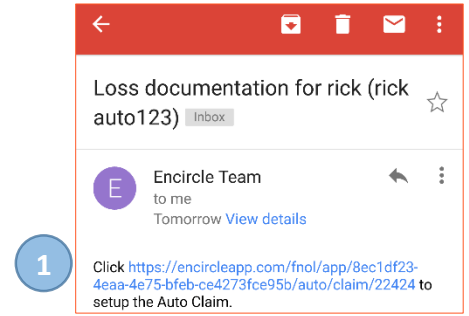 Loss documentation for rick (rick
auto123) Inbox
E
Encircle Team
to me
Tomorrow View details
1
Click https://encircleapp.com/fnol/app/8ec1df23-
4eaa-4e75-bfeb-ce4273fce95b/auto/claim/22424 to
setup the Auto Claim.